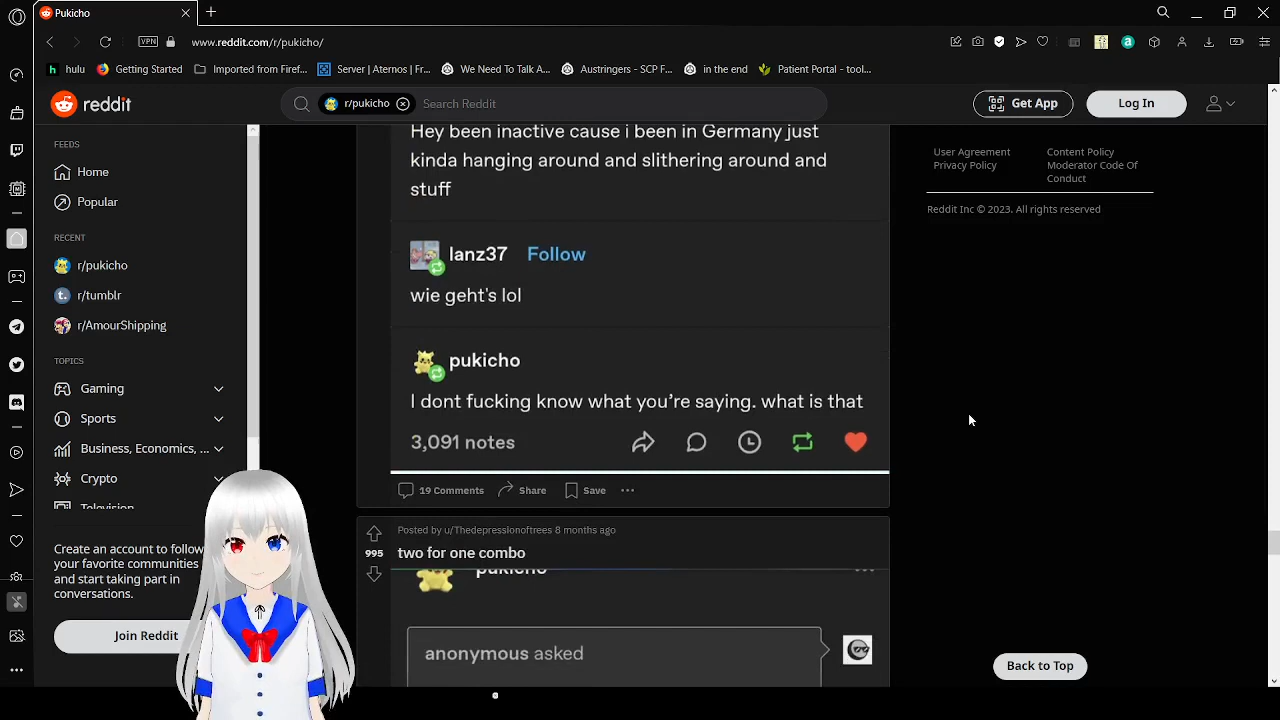 Pukicho
VPN
www.reddit.com/r/pukicho/
hulu
Getting Started
Imported from Firef...
Server | Aternos | Fr...
We Need To Talk A...
Austringers - SCP F...
in the end
Patient Portal - tool...
reddit
r/pukicho
Search Reddit
Get App
Log In
FEEDS
Home
Popular
RECENT
r/pukicho
r/tumblr
r/AmourShipping
TOPICS
Gaming
Sports
Business, Economics, ...
Crypto
Television
Create an account to follow
your favorite communities
and start taking part in
conversations.
Join Reddit
Hey been inactive cause i been in Germany just
kinda hanging around and slithering around and
stuff
lanz37 Follow
wie geht's lol
pukicho
I dont fucking know what you're saying. what is that
3,091 notes
19 Comments
Share
Save
995
Posted by u/Thedepressionoftrees 8 months ago
two for one combo
pukicho
anonymous asked
User Agreement
Privacy Policy
Content Policy
Moderator Code Of
Conduct
Reddit Inc © 2023. All rights reserved
Back to Top